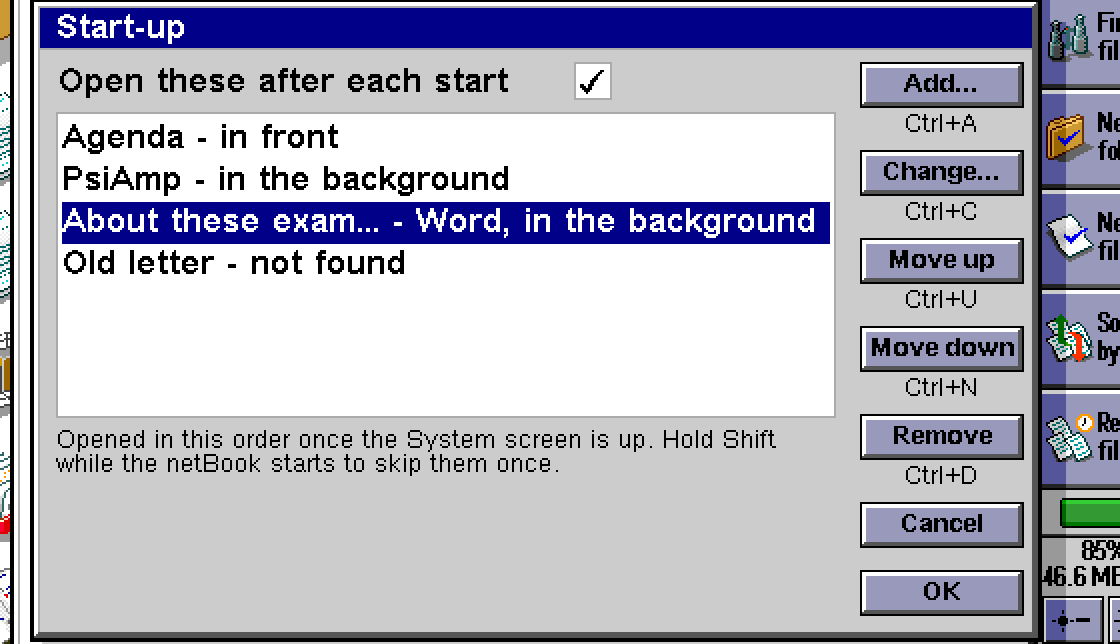 Start-up
Open these after each start
Agenda - in front
PsiAmp - in the background
About these exam... - Word, in the background
Old letter - not found
Opened in this order once the System screen is up. Hold Shift
while the netBook starts to skip them once.
Add...
Ctrl+A
Change...
Ctrl+C
Move up
Ctrl+U
Move down
Ctrl+N
Remove
Ctrl+D
Cancel
OK
85%
46.6